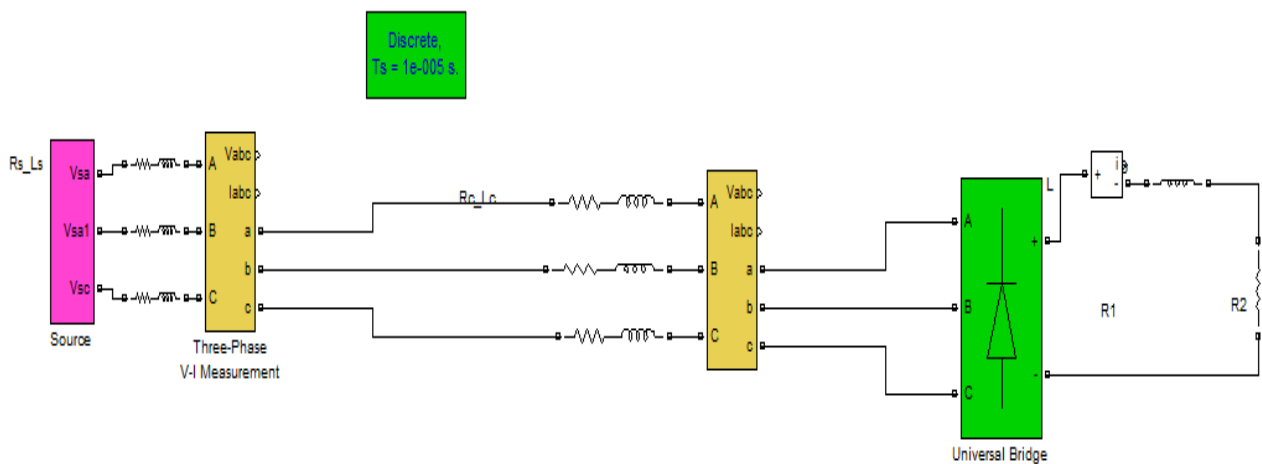 Discrete,
Ts = 1e-005 s.
Rs_Ls
Vsa
Vsa1
Vsc
Source
A
B
C
Vabc
Iabc
a
b
c
Three-Phase
V-I Measurement
Rc_Lc
A
B
C
Vabc
Iabc
a
b
c
A
B
C
+
-
Universal Bridge
L
+
i
-
R1
R2